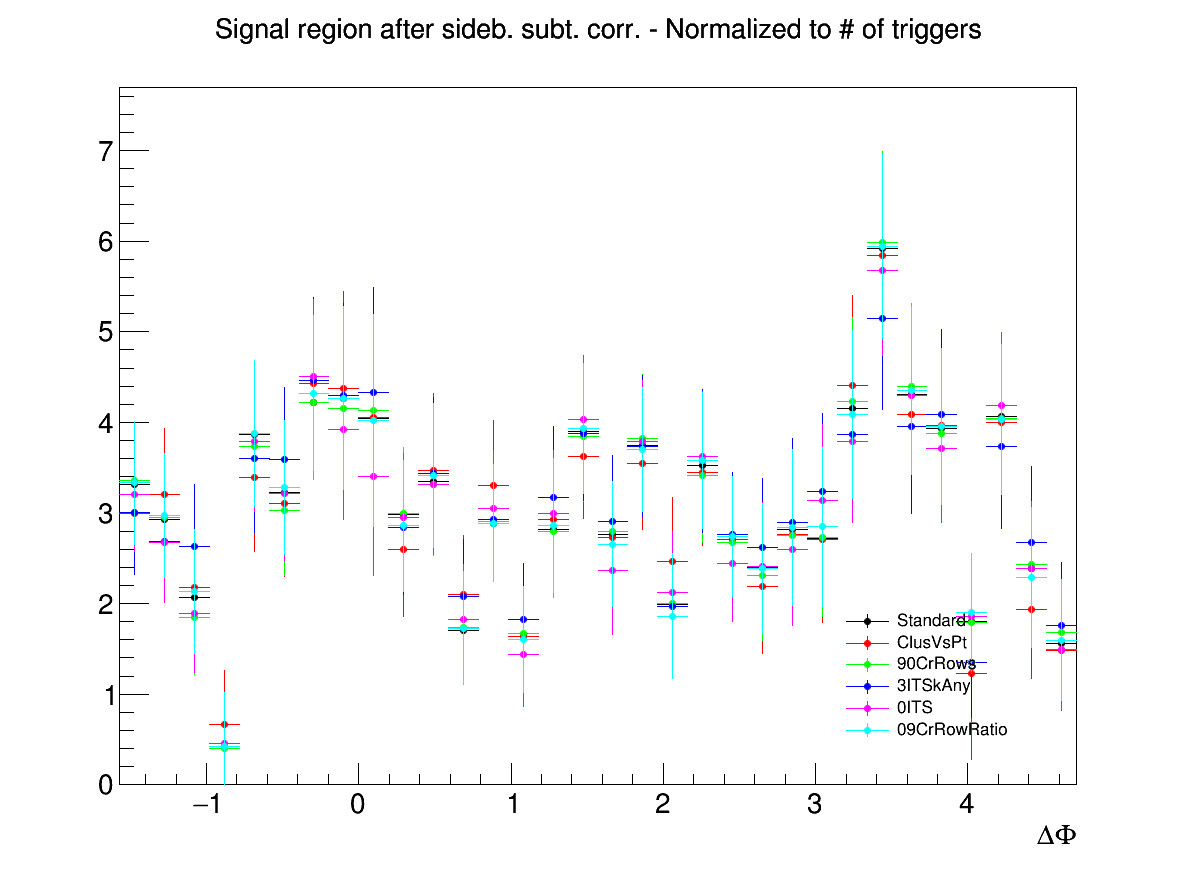 Signal region after sideb. subt. corr. - Normalized to # of triggers
7
6
5
4
3
2
1
0
Standard
ClusVsPt
90CrRows
3ITSkAny
0ITS
09CrRowRatio
−1 0 1 2 3 4
ΔΦ